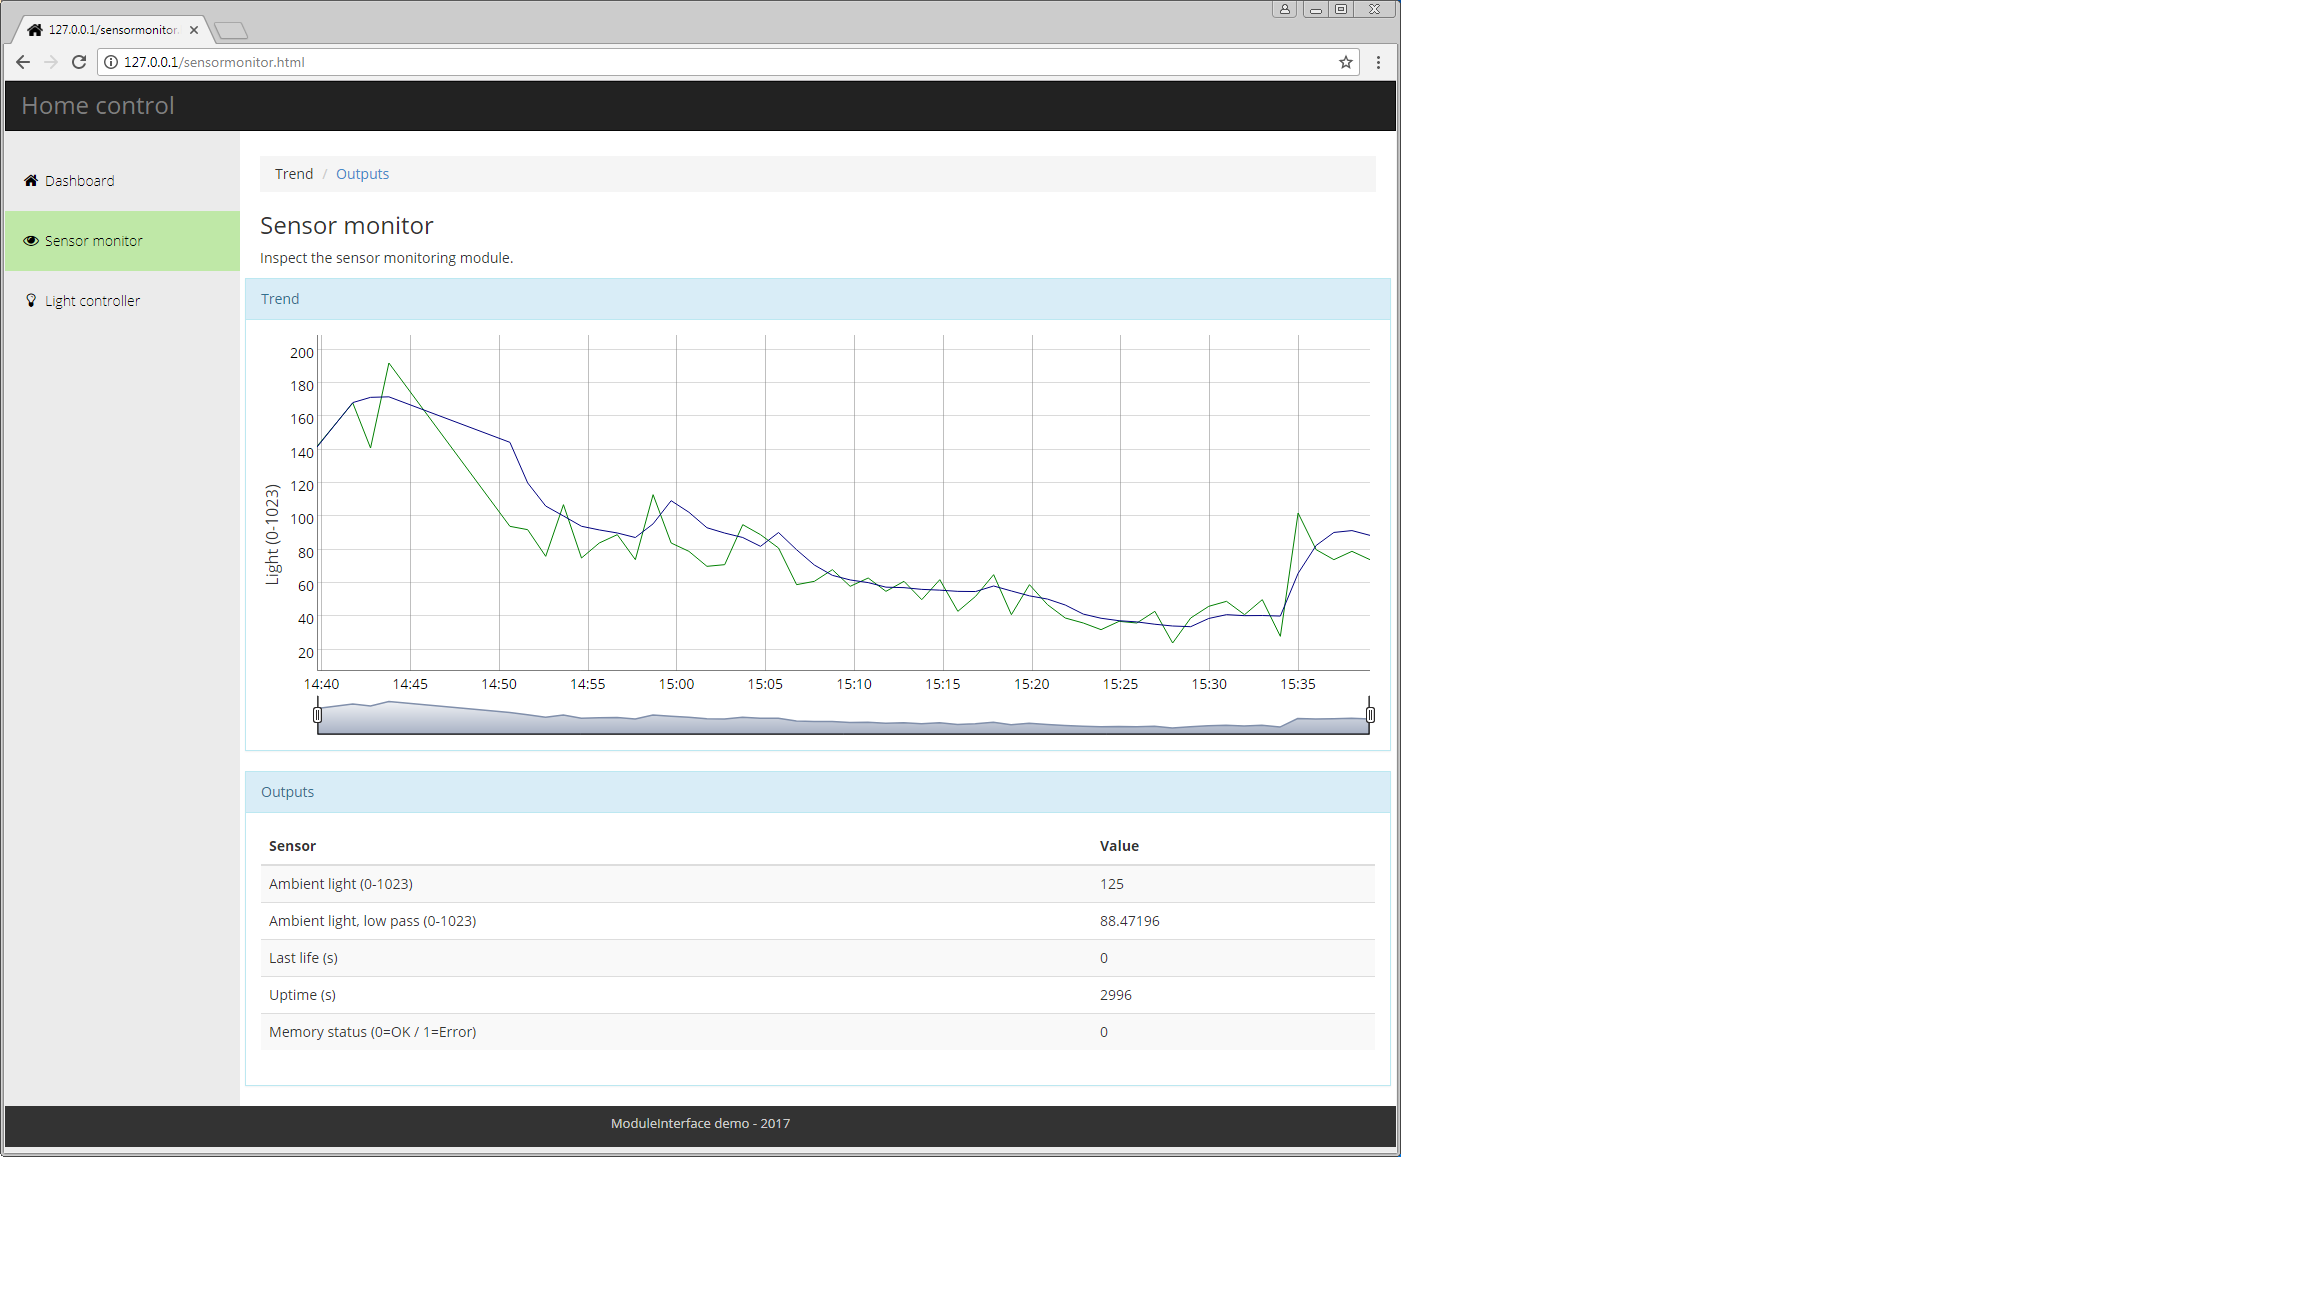 127.0.0.1/sensormonitor
127.0.0.1/sensormonitor.html
Home control
Dashboard
Sensor monitor
Light controller
Trend / Outputs
Sensor monitor
Inspect the sensor monitoring module.
Trend
Light (0-1023)
200
180
160
140
120
100
80
60
40
20
14:40 14:45 14:50 14:55 15:00 15:05 15:10 15:15 15:20 15:25 15:30 15:35
Outputs
Sensor Value
Ambient light (0-1023) 125
Ambient light, low pass (0-1023) 88.47196
Last life (s) 0
Uptime (s) 2996
Memory status (0=OK / 1=Error) 0
ModuleInterface demo - 2017